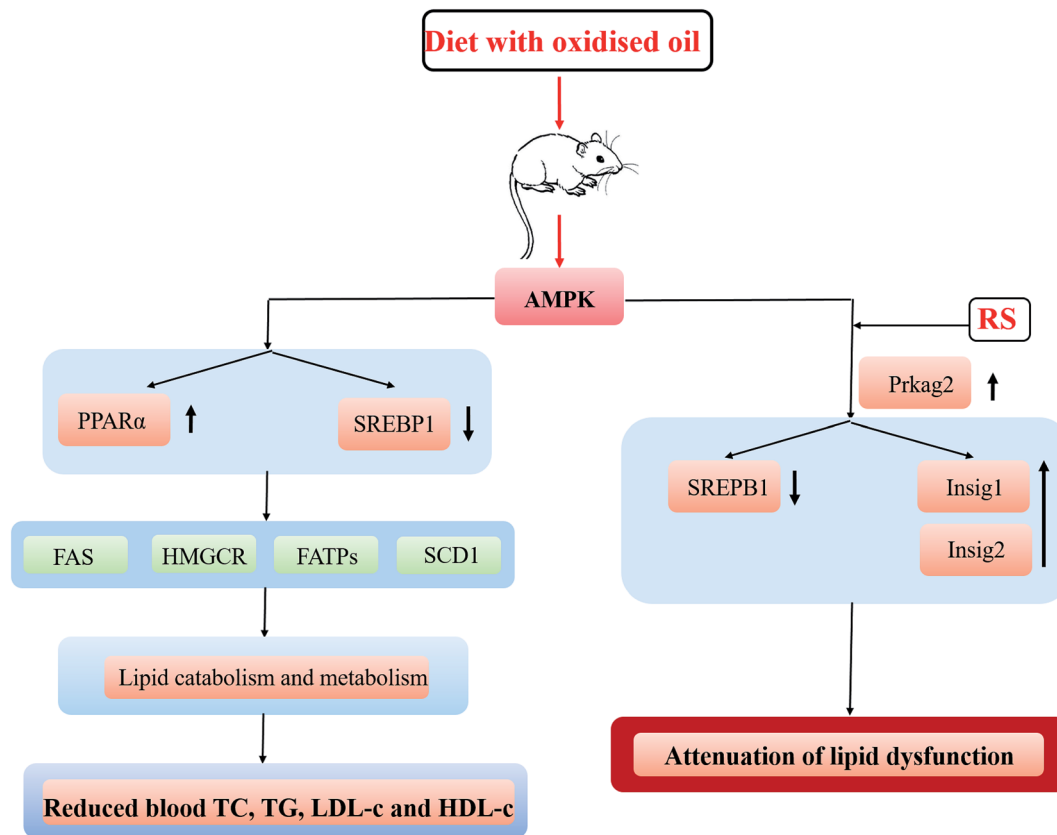 Diet with oxidised oil
AMPK
RS
Prkag2
PPARα
SREBP1
SREPB1
Insig1
Insig2
FAS
HMGCR
FATPs
SCD1
Lipid catabolism and metabolism
Attenuation of lipid dysfunction
Reduced blood TC, TG, LDL-c and HDL-c